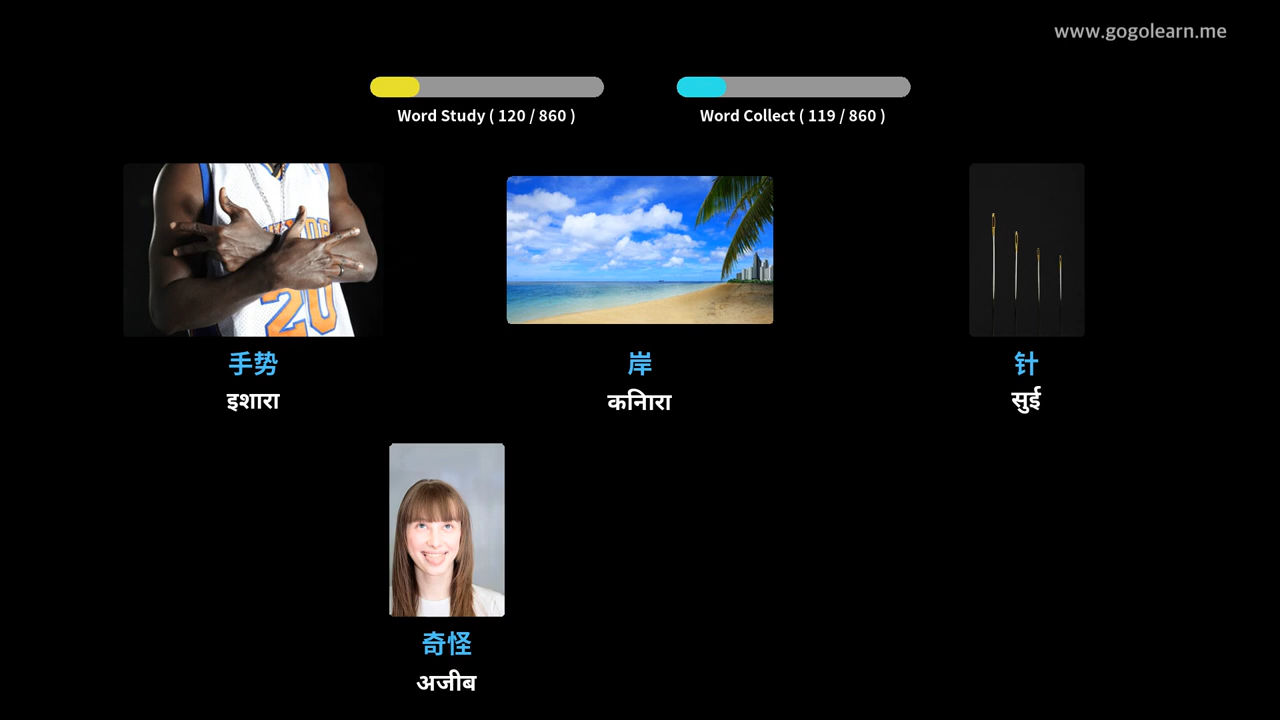 www.gogolearn.me
Word Study ( 120 / 860 )
Word Collect ( 119 / 860 )
20
手势
इशारा
岸
कनिारा
针
सुई
奇怪
अजीब